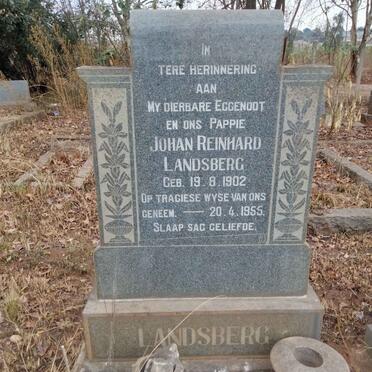 IN
TERE HERINNERING
AAN
MY DIERBARE EGGENOOT
EN ONS PAPPIE
JOHAN REINHARD
LANDSBERG
GEB. 19.8.1902
OP TRAGIESE WYSE VAN ONS
GENEEM. — 20.4.1955.
SLAAP SAG GELIEFDE.
LANDSBERG